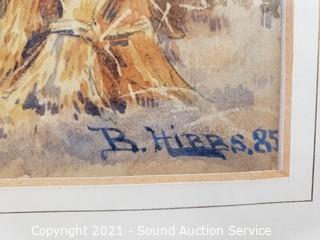 B. HIBBS. 85
Copyright 2021 - Sound Auction Service